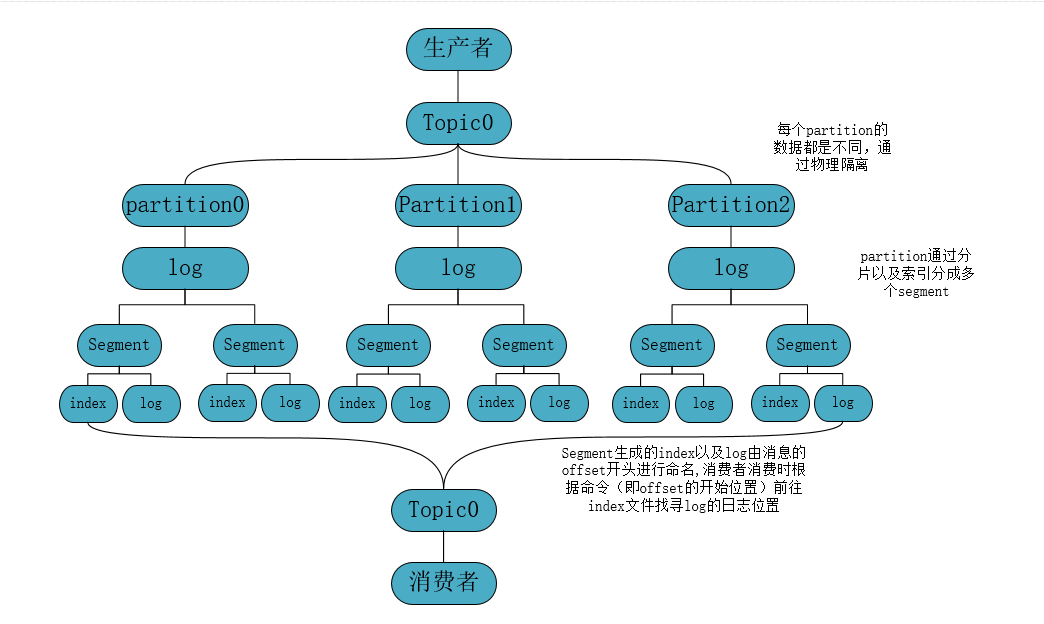 生产者
Topic0
每个partition的
数据都是不同，通
过物理隔离
partition0
Partition1
Partition2
log
log
log
partition通过分
片以及索引分成多
个segment
Segment
Segment
Segment
Segment
Segment
Segment
index
log
index
log
index
log
index
log
index
log
index
log
Segment生成的index以及log由消息的
offset开头进行命名,消费者消费时根
据命令（即offset的开始位置）前往
index文件找寻log的日志位置
Topic0
消费者